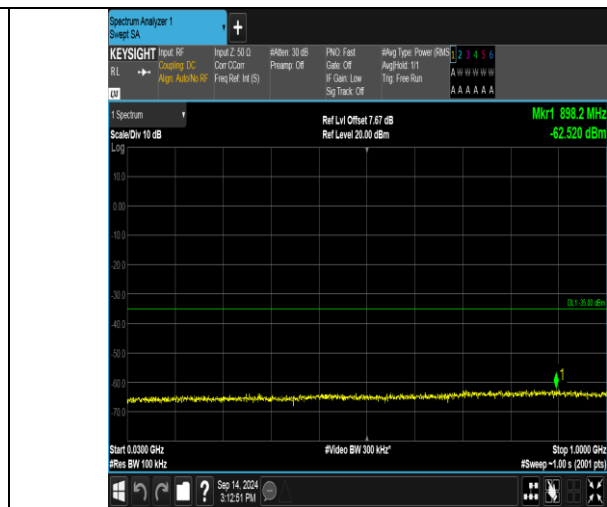 Spectrum Analyzer 1
Swept SA
+
KEYSIGHT Input: RF Input Z: 50 Ω #Atten: 30 dB PNO: Fast #Avg Type: Power (RMS 1 2 3 4 5 6
RL Coupling: DC Corr CCorr Preamp: Off Gate: Off Avg|Hold: 1/1 A W W W W W
Align: Auto/No RF Freq Ref: Int (S) IF Gain: Low Trig: Free Run
Sig Track: Off A A A A A A
LXI
1 Spectrum Ref Lvl Offset 7.67 dB Mkr1 898.2 MHz
Scale/Div 10 dB Ref Level 20.00 dBm -62.520 dBm
Log
10.0
0.00
-10.0
-20.0
-30.0
DL1 -35.00 dBm
-40.0
-50.0
1
-60.0
-70.0
Start 0.0300 GHz #Video BW 300 kHz* Stop 1.0000 GHz
#Res BW 100 kHz #Sweep ~1.00 s (2001 pts)
? Sep 14, 2024
3:12:51 PM